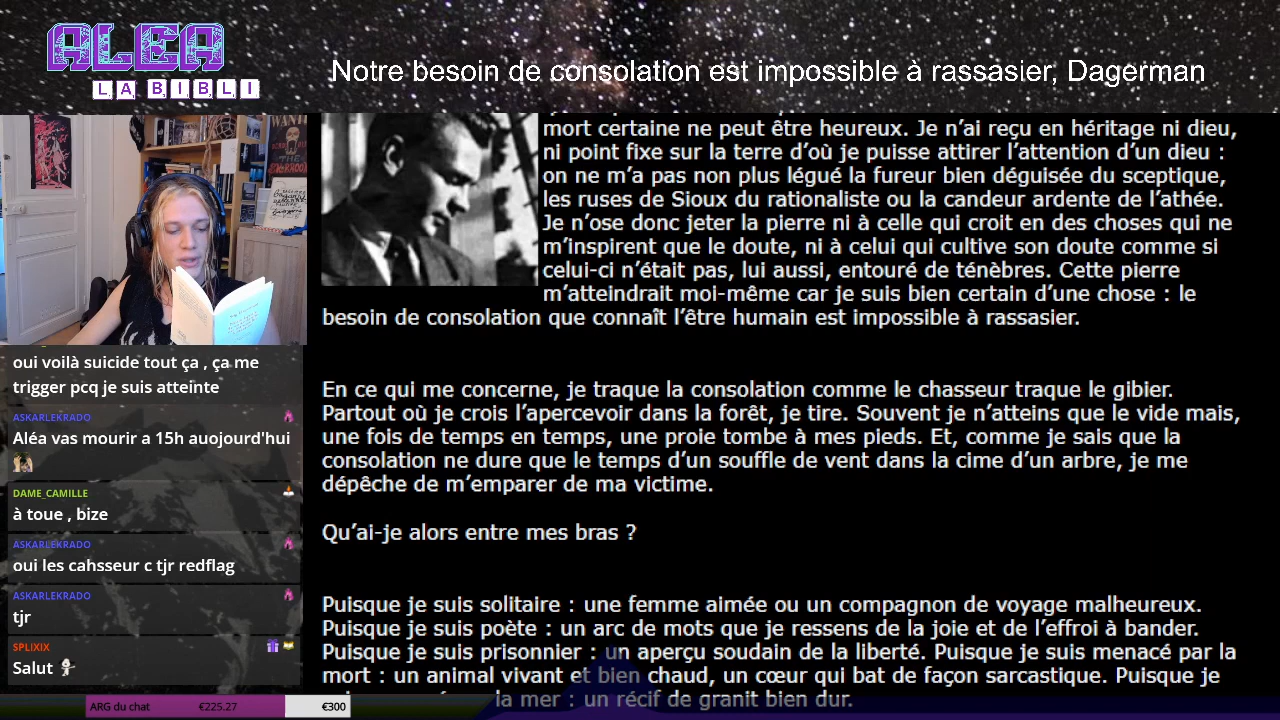 ALEA
LA BIBLI
Notre besoin de consolation est impossible à rassasier, Dagerman
WANTED
mort certaine ne peut être heureux. Je n’ai reçu en héritage ni dieu,
ni point fixe sur la terre d’où je puisse attirer l’attention d’un dieu :
on ne m’a pas non plus légué la fureur bien déguisée du sceptique,
les ruses de Sioux du rationaliste ou la candeur ardente de l’athée.
Je n’ose donc jeter la pierre ni à celle qui croit en des choses qui ne
m’inspirent que le doute, ni à celui qui cultive son doute comme si
celui-ci n’était pas, lui aussi, entouré de ténèbres. Cette pierre
m’atteindrait moi-même car je suis bien certain d’une chose : le
besoin de consolation que connaît l’être humain est impossible à rassasier.
En ce qui me concerne, je traque la consolation comme le chasseur traque le gibier.
Partout où je crois l’apercevoir dans la forêt, je tire. Souvent je n’atteins que le vide mais,
une fois de temps en temps, une proie tombe à mes pieds. Et, comme je sais que la
consolation ne dure que le temps d’un souffle de vent dans la cime d’un arbre, je me
dépêche de m’emparer de ma victime.
Qu’ai-je alors entre mes bras ?
Puisque je suis solitaire : une femme aimée ou un compagnon de voyage malheureux.
Puisque je suis poète : un arc de mots que je ressens de la joie et de l’effroi à bander.
Puisque je suis prisonnier : un aperçu soudain de la liberté. Puisque je suis menacé par la
mort : un animal vivant et bien chaud, un cœur qui bat de façon sarcastique. Puisque je
la mer : un récif de granit bien dur.
oui voilà suicide tout ça , ça me
trigger pcq je suis atteinte
ASKARLEKRADO
Aléa vas mourir a 15h auojourd'hui
DAME_CAMILLE
à toue , bize
ASKARLEKRADO
oui les cahsseur c tjr redflag
ASKARLEKRADO
tjr
SPLIXIX
Salut
ARG du chat €225.27 €300